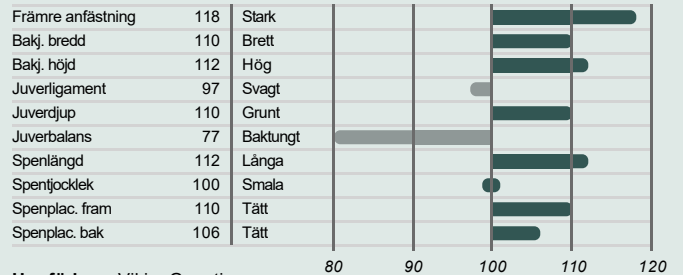 Främre anfästning 118 Stark
Bakj. bredd 110 Brett
Bakj. höjd 112 Hög
Juverligament 97 Svagt
Juverdjup 110 Grunt
Juverbalans 77 Baktungt
Spenlängd 112 Långa
Spentjocklek 100 Smala
Spenplac. fram 110 Tätt
Spenplac. bak 106 Tätt
80 90 100 110 120